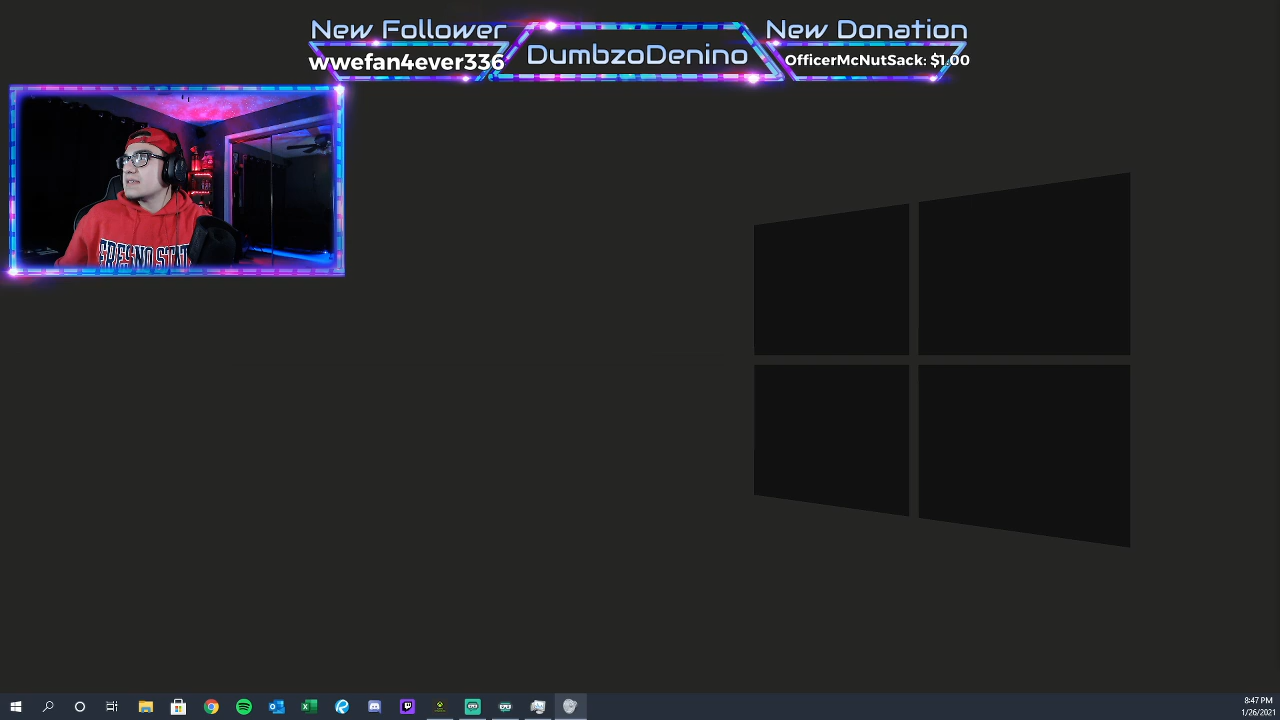 New Follower
wwefan4ever336
DumbzoDenino
New Donation
OfficerMcNutSack: $1.00
FRESNO STATE
8:47 PM
1/26/2021